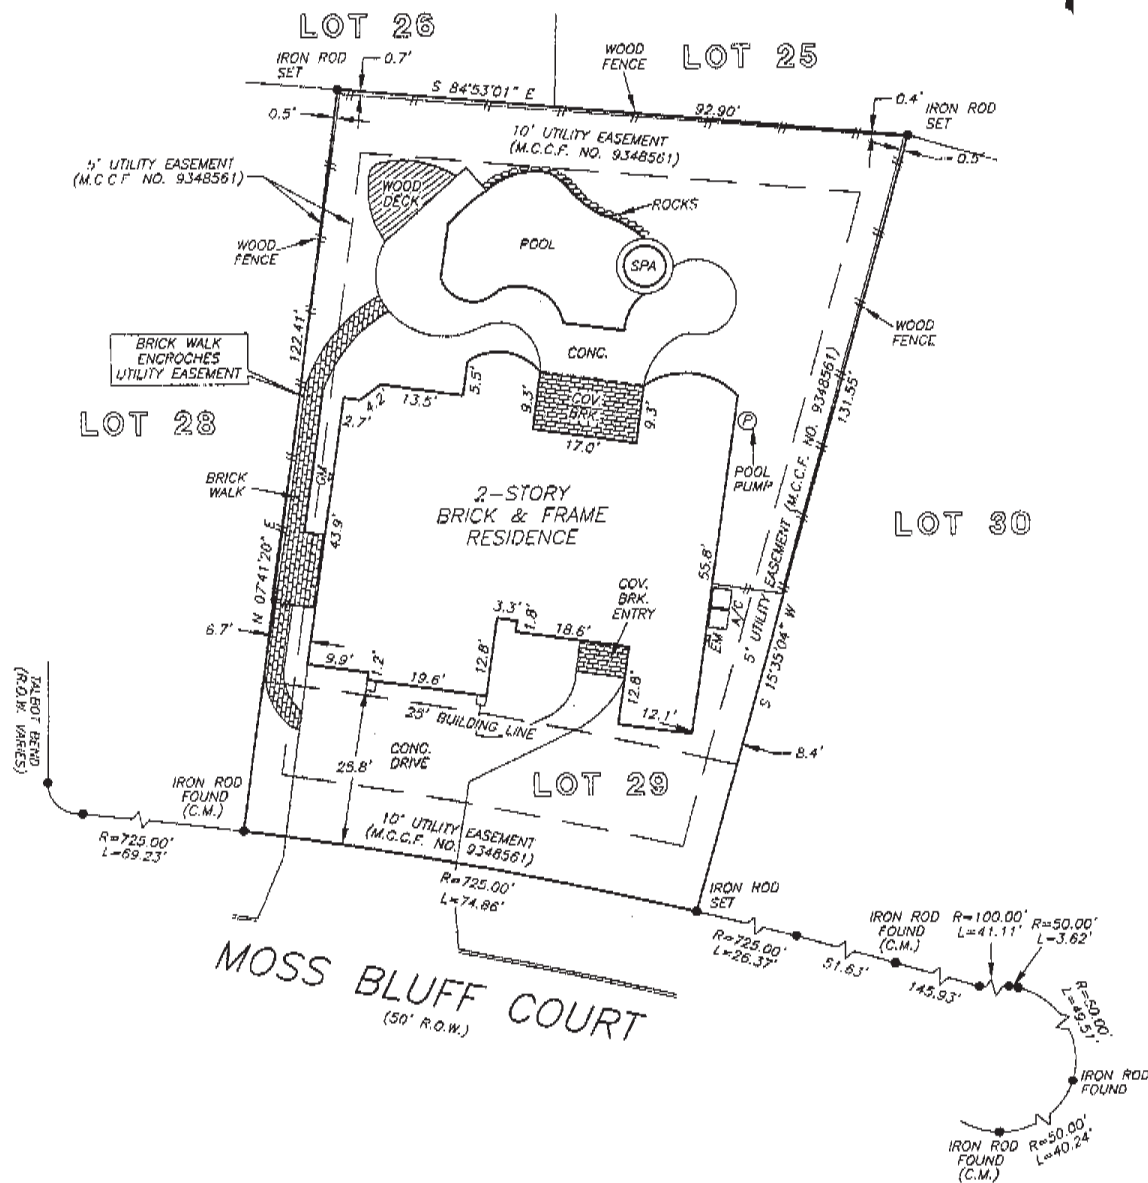 LOT 26
LOT 25
IRON ROD
SET
0.7'
WOOD
FENCE
S 84°53'01" E
92.90'
0.4'
IRON ROD
SET
0.5'
0.5'
10' UTILITY EASEMENT
(M.C.C.F. NO. 9348561)
5' UTILITY EASEMENT
(M.C.C.F. NO. 9348561)
WOOD
DECK
ROCKS
POOL
SPA
WOOD
FENCE
WOOD
FENCE
122.41'
BRICK WALK
ENCROCHES
UTILITY EASEMENT
CONC.
5.5'
4.2'
13.5'
2.7'
9.3'
COV.
BRK.
9.3'
17.0'
131.55'
LOT 28
P
POOL
PUMP
GM
BRICK
WALK
2-STORY
BRICK & FRAME
RESIDENCE
LOT 30
43.9'
55.8'
N 07°41'20" E
COV.
BRK.
ENTRY
A/C
EM
5' UTILITY EASEMENT (M.C.C.F. NO. 9348561)
S 15°35'04" W
3.3'
1.8'
18.6'
6.7'
9.9'
1.2'
19.6'
12.8'
12.8'
12.1'
25' BUILDING LINE
8.4'
TALBOT BEND
(R.O.W. VARIES)
CONC.
DRIVE
25.8'
LOT 29
IRON ROD
FOUND
(C.M.)
10' UTILITY EASEMENT
(M.C.C.F. NO. 9348561)
R=725.00'
L=69.23'
R=725.00'
L=74.86'
IRON ROD
SET
R=725.00'
L=26.37'
51.63'
IRON ROD
FOUND
(C.M.)
145.93'
R=100.00'
L=41.11'
R=50.00'
L=3.62'
R=50.00'
L=49.51'
MOSS BLUFF COURT
(50' R.O.W.)
IRON ROD
FOUND
R=50.00'
L=40.24'
IRON ROD
FOUND
(C.M.)